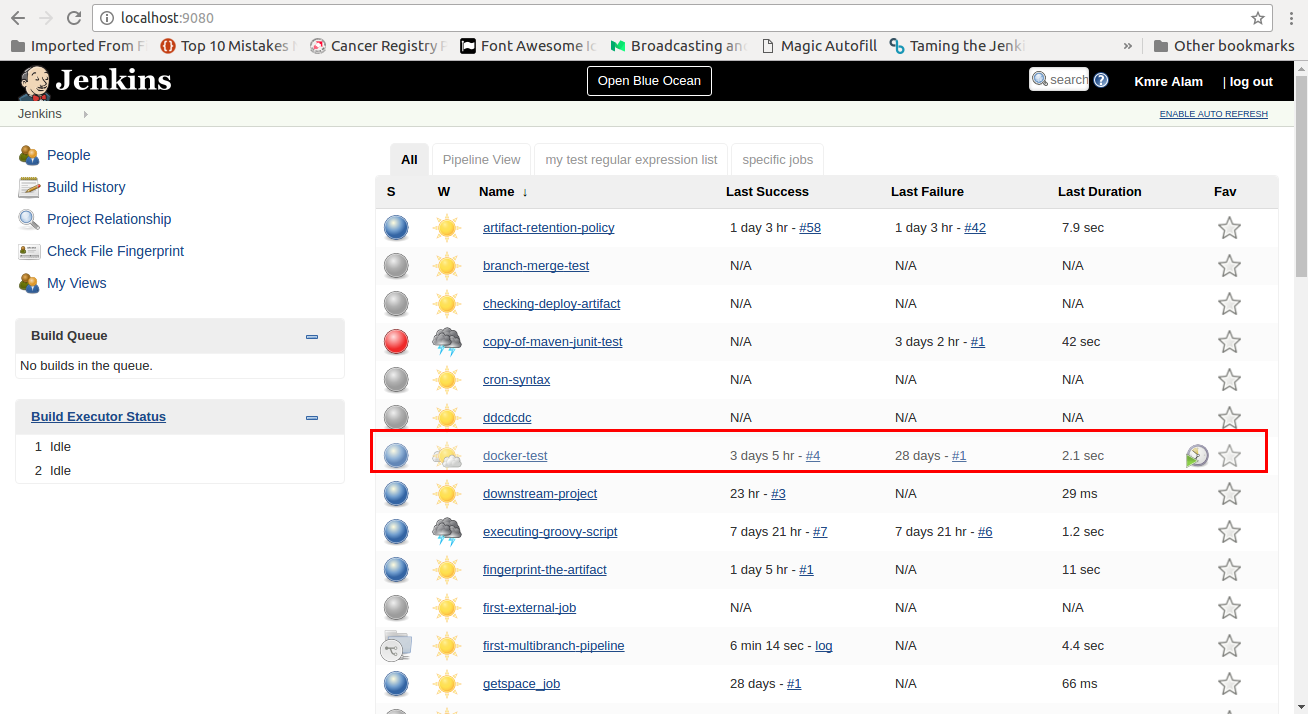 localhost:9080
Imported From F Top 10 Mistakes Cancer Registry Font Awesome Ic Broadcasting an Magic Autofill Taming the Jenki » Other bookmarks
Jenkins Open Blue Ocean search Kmre Alam | log out
Jenkins ENABLE AUTO REFRESH
People
Build History
Project Relationship
Check File Fingerprint
My Views
Build Queue
No builds in the queue.
Build Executor Status
1 Idle
2 Idle
All Pipeline View my test regular expression list specific jobs
S W Name ↓ Last Success Last Failure Last Duration Fav
artifact-retention-policy 1 day 3 hr - #58 1 day 3 hr - #42 7.9 sec
branch-merge-test N/A N/A N/A
checking-deploy-artifact N/A N/A N/A
copy-of-maven-junit-test N/A 3 days 2 hr - #1 42 sec
cron-syntax N/A N/A N/A
ddcdcdc N/A N/A N/A
docker-test 3 days 5 hr - #4 28 days - #1 2.1 sec
downstream-project 23 hr - #3 N/A 29 ms
executing-groovy-script 7 days 21 hr - #7 7 days 21 hr - #6 1.2 sec
fingerprint-the-artifact 1 day 5 hr - #1 N/A 11 sec
first-external-job N/A N/A N/A
first-multibranch-pipeline 6 min 14 sec - log N/A 4.4 sec
getspace_job 28 days - #1 N/A 66 ms